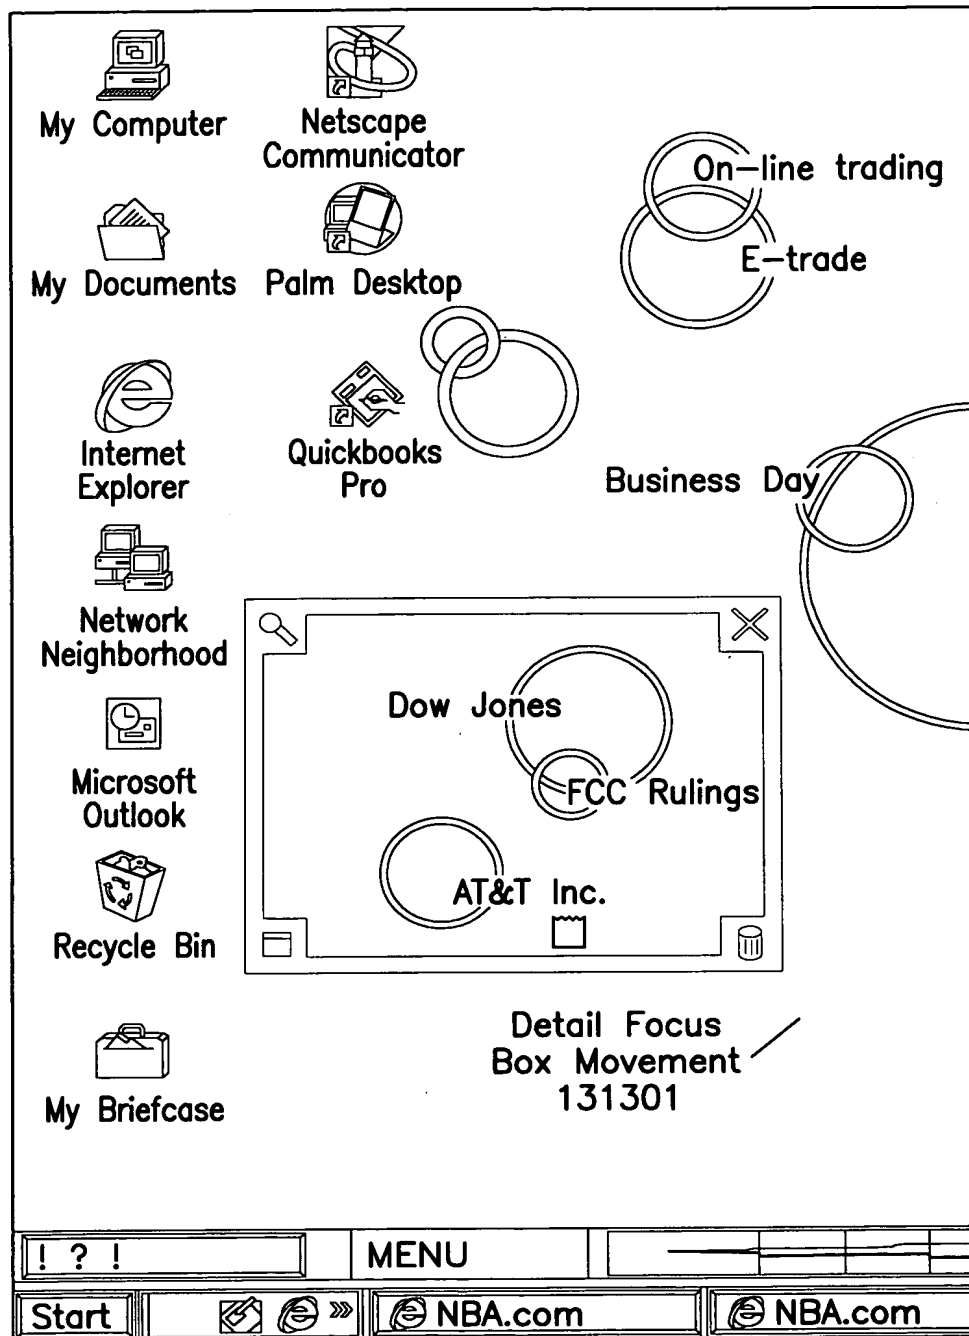 My Computer
Netscape
Communicator
On-line trading
My Documents
Palm Desktop
E-trade
Internet
Explorer
Quickbooks
Pro
Business Day
Network
Neighborhood
Dow Jones
Microsoft
Outlook
FCC Rulings
AT&T Inc.
Recycle Bin
Detail Focus
Box Movement
131301
My Briefcase
! ? !
MENU
Start
»
NBA.com
NBA.com